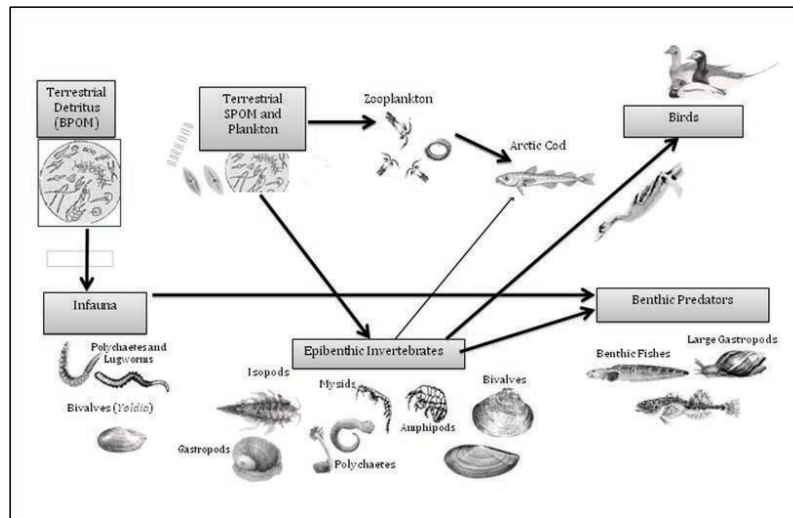 Terrestrial
Detritus
(BPOM)
Terrestrial
SPOM and
Plankton
Zooplankton
Arctic Cod
Birds
Infauna
Benthic Predators
Epibenthic Invertebrates
Polychaetes and
Lugworms
Bivalves (Yoldia)
Isopods
Mysids
Amphipods
Bivalves
Gastropods
Polychaetes
Benthic Fishes
Large Gastropods